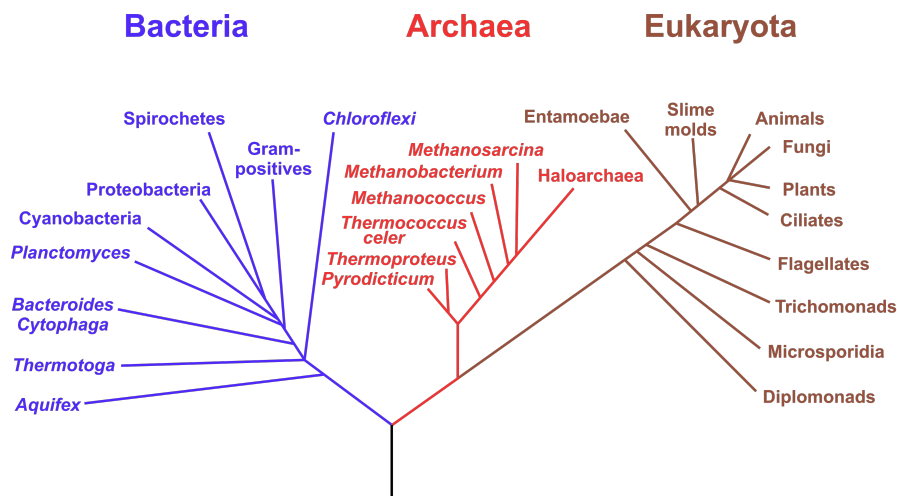 Bacteria
Archaea
Eukaryota
Spirochetes
Chloroflexi
Gram-
positives
Proteobacteria
Cyanobacteria
Planctomyces
Bacteroides
Cytophaga
Thermotoga
Aquifex
Methanosarcina
Methanobacterium
Haloarchaea
Methanococcus
Thermococcus
celer
Thermoproteus
Pyrodicticum
Entamoebae
Slime
molds
Animals
Fungi
Plants
Ciliates
Flagellates
Trichomonads
Microsporidia
Diplomonads